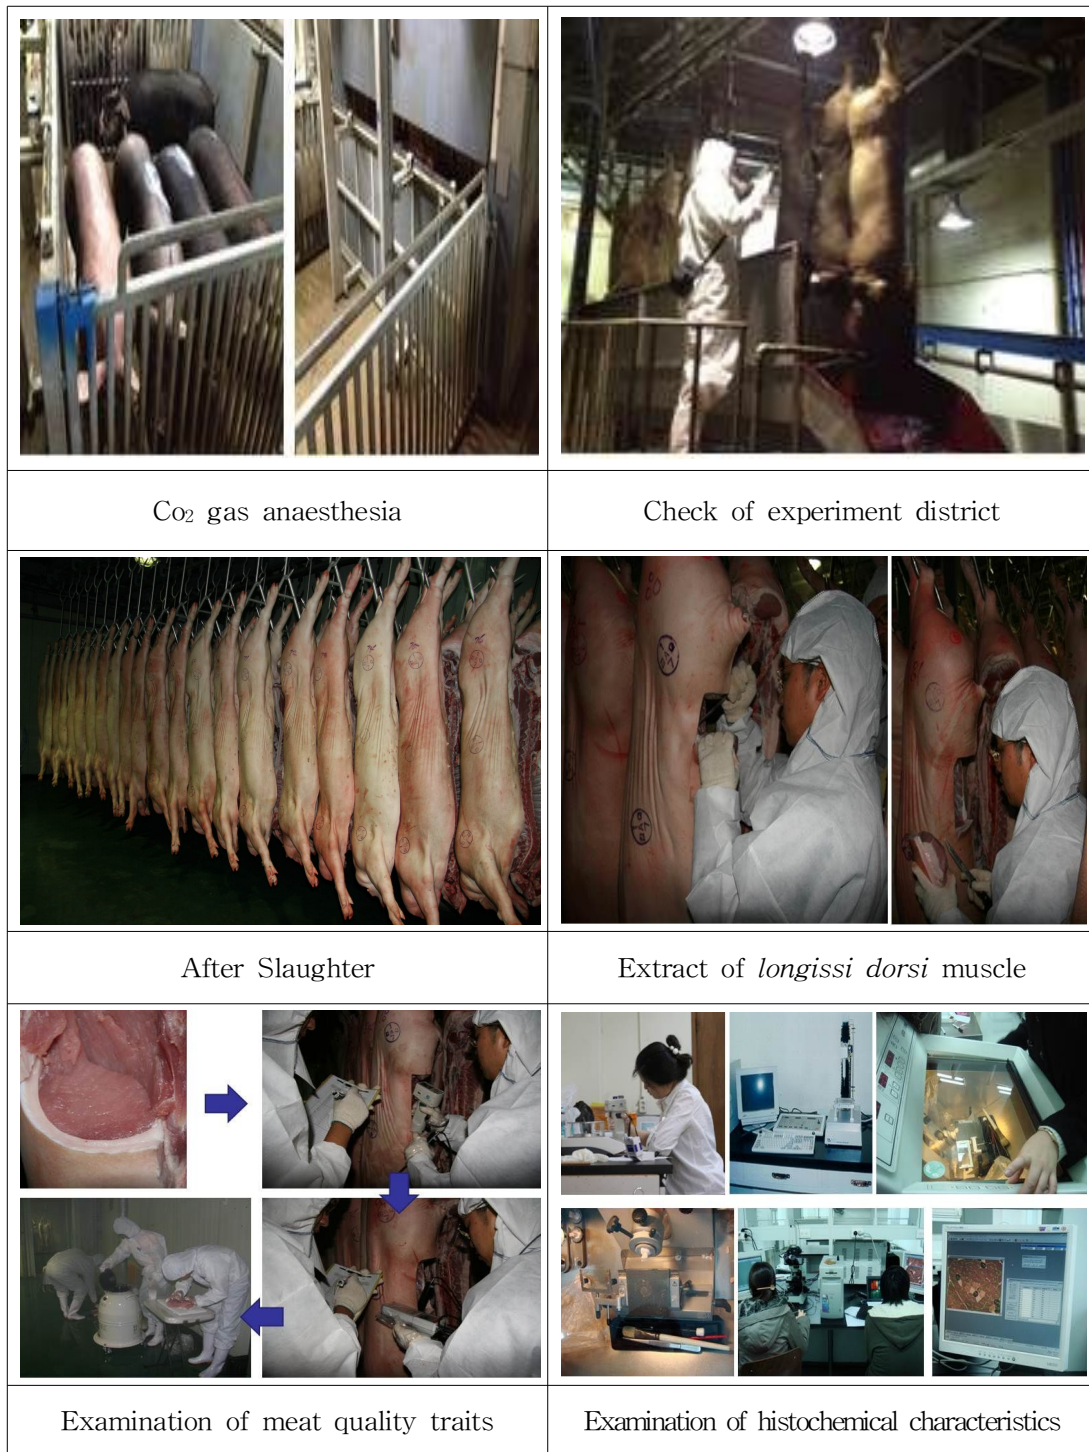 Co₂ gas anaesthesia
Check of experiment district
After Slaughter
Extract of longissi dorsi muscle
Examination of meat quality traits
Examination of histochemical characteristics